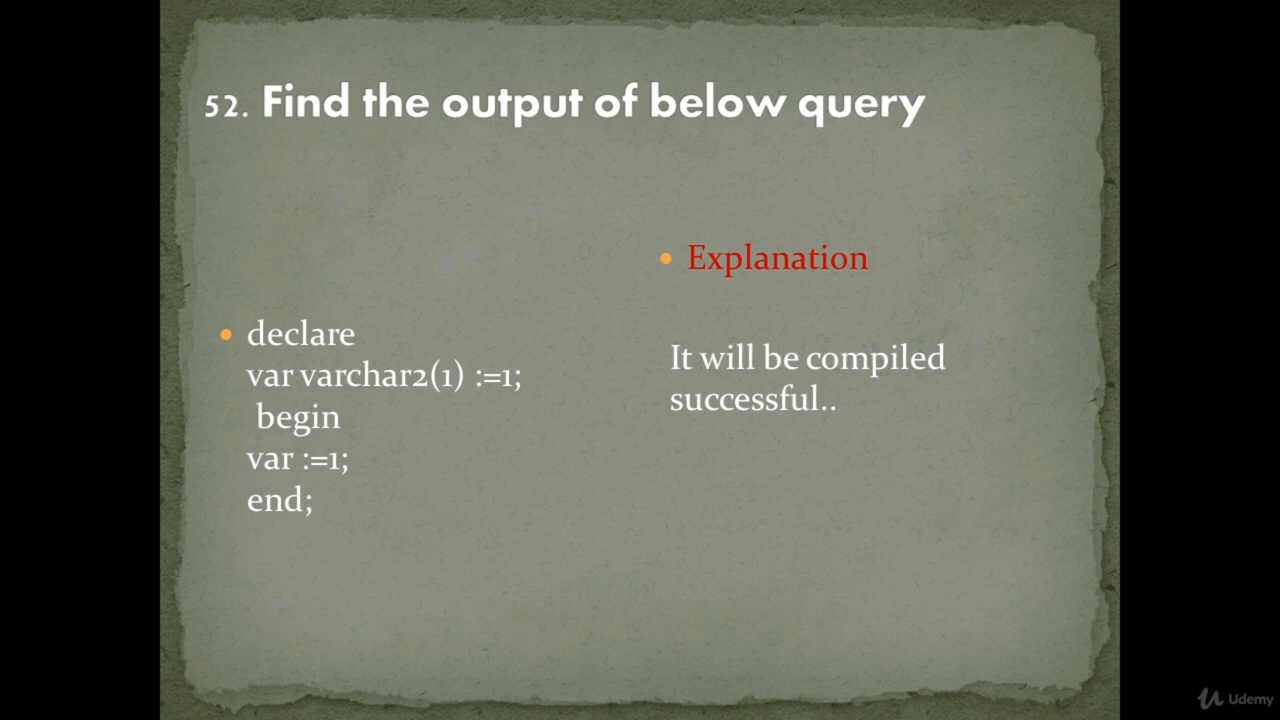 52. Find the output of below query
declare
var varchar2(1) :=1;
begin
var :=1;
end;
Explanation
It will be compiled
successful..
Udemy